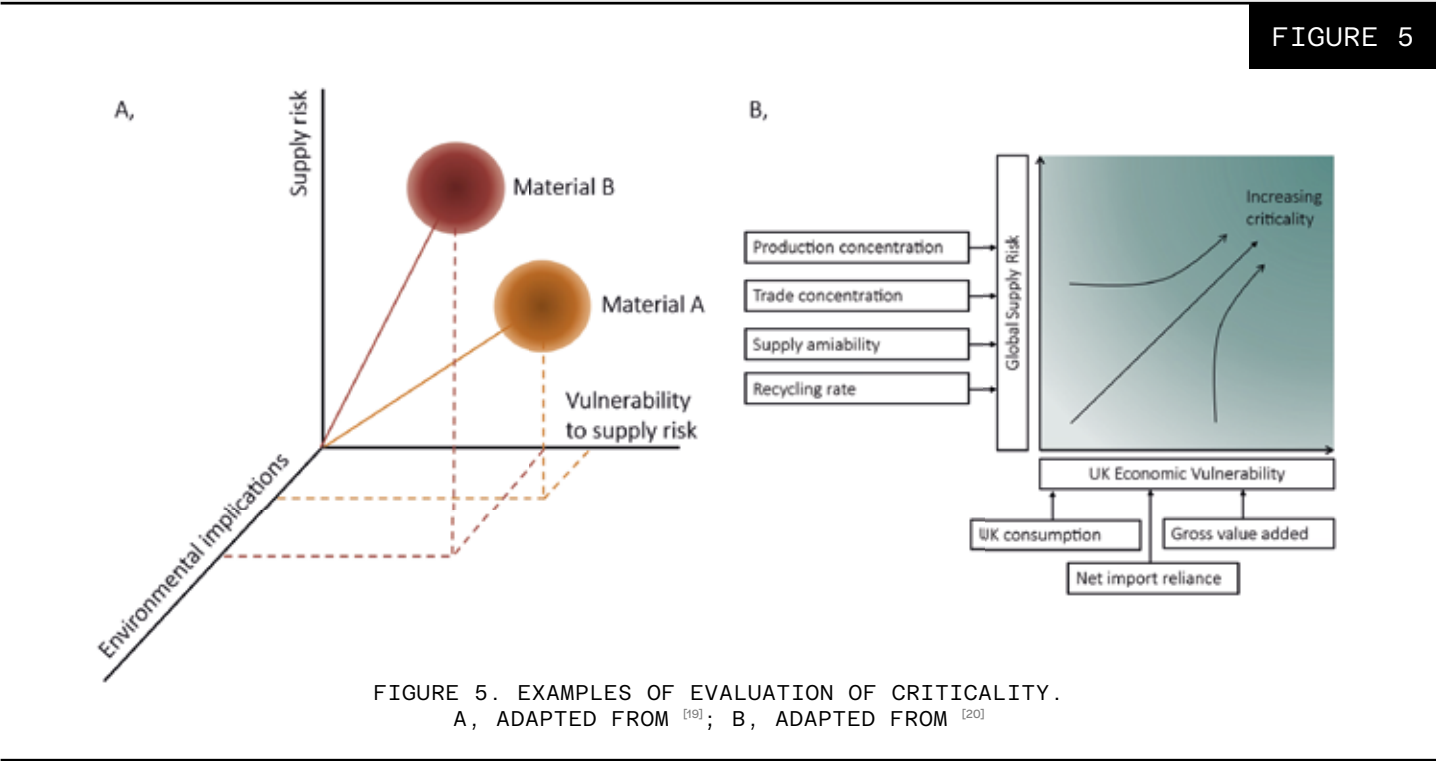 FIGURE 5
A,
Supply risk
Material B
Material A
Vulnerability
to supply risk
Environmental implications
B,
Increasing
criticality
Production concentration
Trade concentration
Supply amiability
Recycling rate
Global Supply Risk
UK Economic Vulnerability
UK consumption
Gross value added
Net import reliance
FIGURE 5. EXAMPLES OF EVALUATION OF CRITICALITY.
A, ADAPTED FROM [19]; B, ADAPTED FROM [20]